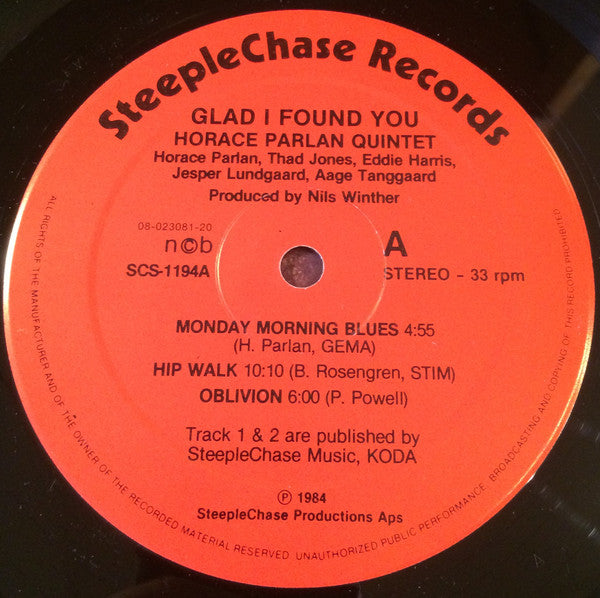 SteepleChase Records
GLAD I FOUND YOU
HORACE PARLAN QUINTET
Horace Parlan, Thad Jones, Eddie Harris,
Jesper Lundgaard, Aage Tanggaard
Produced by Nils Winther
08-023081-20
n©b
SCS-1194A
A
STEREO – 33 rpm
MONDAY MORNING BLUES 4:55
(H. Parlan, GEMA)
HIP WALK 10:10 (B. Rosengren, STIM)
OBLIVION 6:00 (P. Powell)
Track 1 & 2 are published by
SteepleChase Music, KODA
℗ 1984
SteepleChase Productions Aps
ALL RIGHTS OF THE MANUFACTURER AND OF THE OWNER OF THE RECORDED MATERIAL RESERVED. UNAUTHORIZED PUBLIC PERFORMANCE, BROADCASTING AND COPYING OF THIS RECORD PROHIBITED.